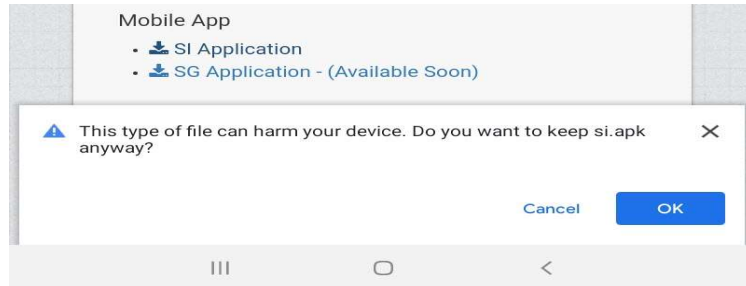 Mobile App
SI Application
SG Application - (Available Soon)
This type of file can harm your device. Do you want to keep si.apk
anyway?
Cancel
OK